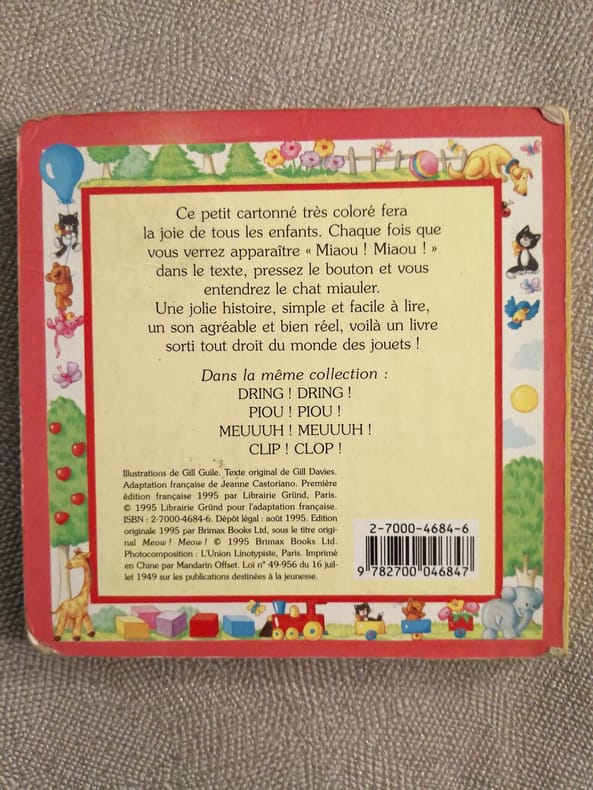 Ce petit cartonné très coloré fera
la joie de tous les enfants. Chaque fois que
vous verrez apparaître « Miaou ! Miaou ! »
dans le texte, pressez le bouton et vous
entendrez le chat miauler.
Une jolie histoire, simple et facile à lire,
un son agréable et bien réel, voilà un livre
sorti tout droit du monde des jouets !
Dans la même collection :
DRING ! DRING !
PIOU ! PIOU !
MEUUUH ! MEUUUH !
CLIP ! CLOP !
Illustrations de Gill Guile. Texte original de Gill Davies.
Adaptation française de Jeanne Castoriano. Première
édition française 1995 par Librairie Gründ, Paris.
© 1995 Librairie Gründ pour l'adaptation française.
ISBN : 2-7000-4684-6. Dépôt légal : août 1995. Edition
originale 1995 par Brimax Books Ltd, sous le titre origi-
nal Meow ! Meow ! © 1995 Brimax Books Ltd.
Photocomposition : L'Union Linotypiste, Paris. Imprimé
en Chine par Mandarin Offset. Loi n° 49-956 du 16 juil-
let 1949 sur les publications destinées à la jeunesse.
2-7000-4684-6
9 782700 046847